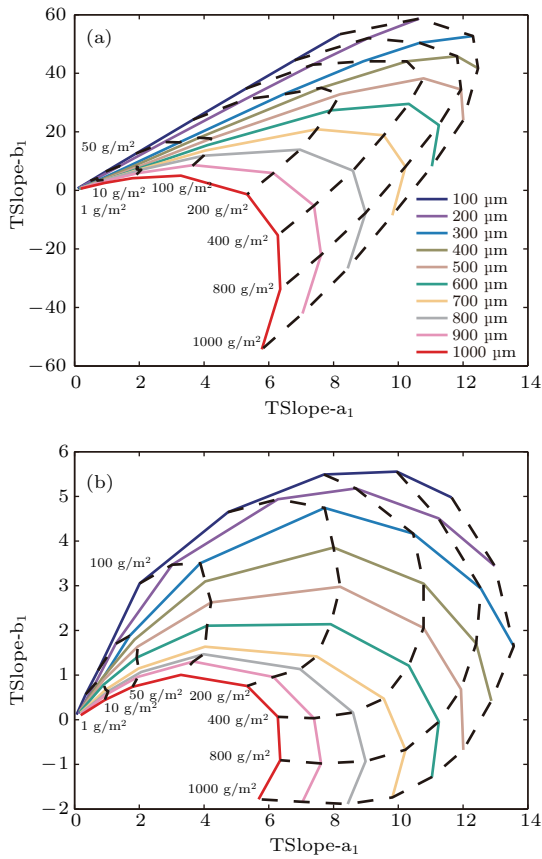 (a)
60
40
20
0
−20
−40
−60
TSlope-b₁
50 g/m²
10 g/m²
100 g/m²
1 g/m²
200 g/m²
400 g/m²
800 g/m²
1000 g/m²
100 µm
200 µm
300 µm
400 µm
500 µm
600 µm
700 µm
800 µm
900 µm
1000 µm
0 2 4 6 8 10 12 14
TSlope-a₁
(b)
6
5
4
3
2
1
0
−1
−2
TSlope-b₁
100 g/m²
50 g/m²
200 g/m²
10 g/m²
1 g/m²
400 g/m²
800 g/m²
1000 g/m²
0 2 4 6 8 10 12 14
TSlope-a₁